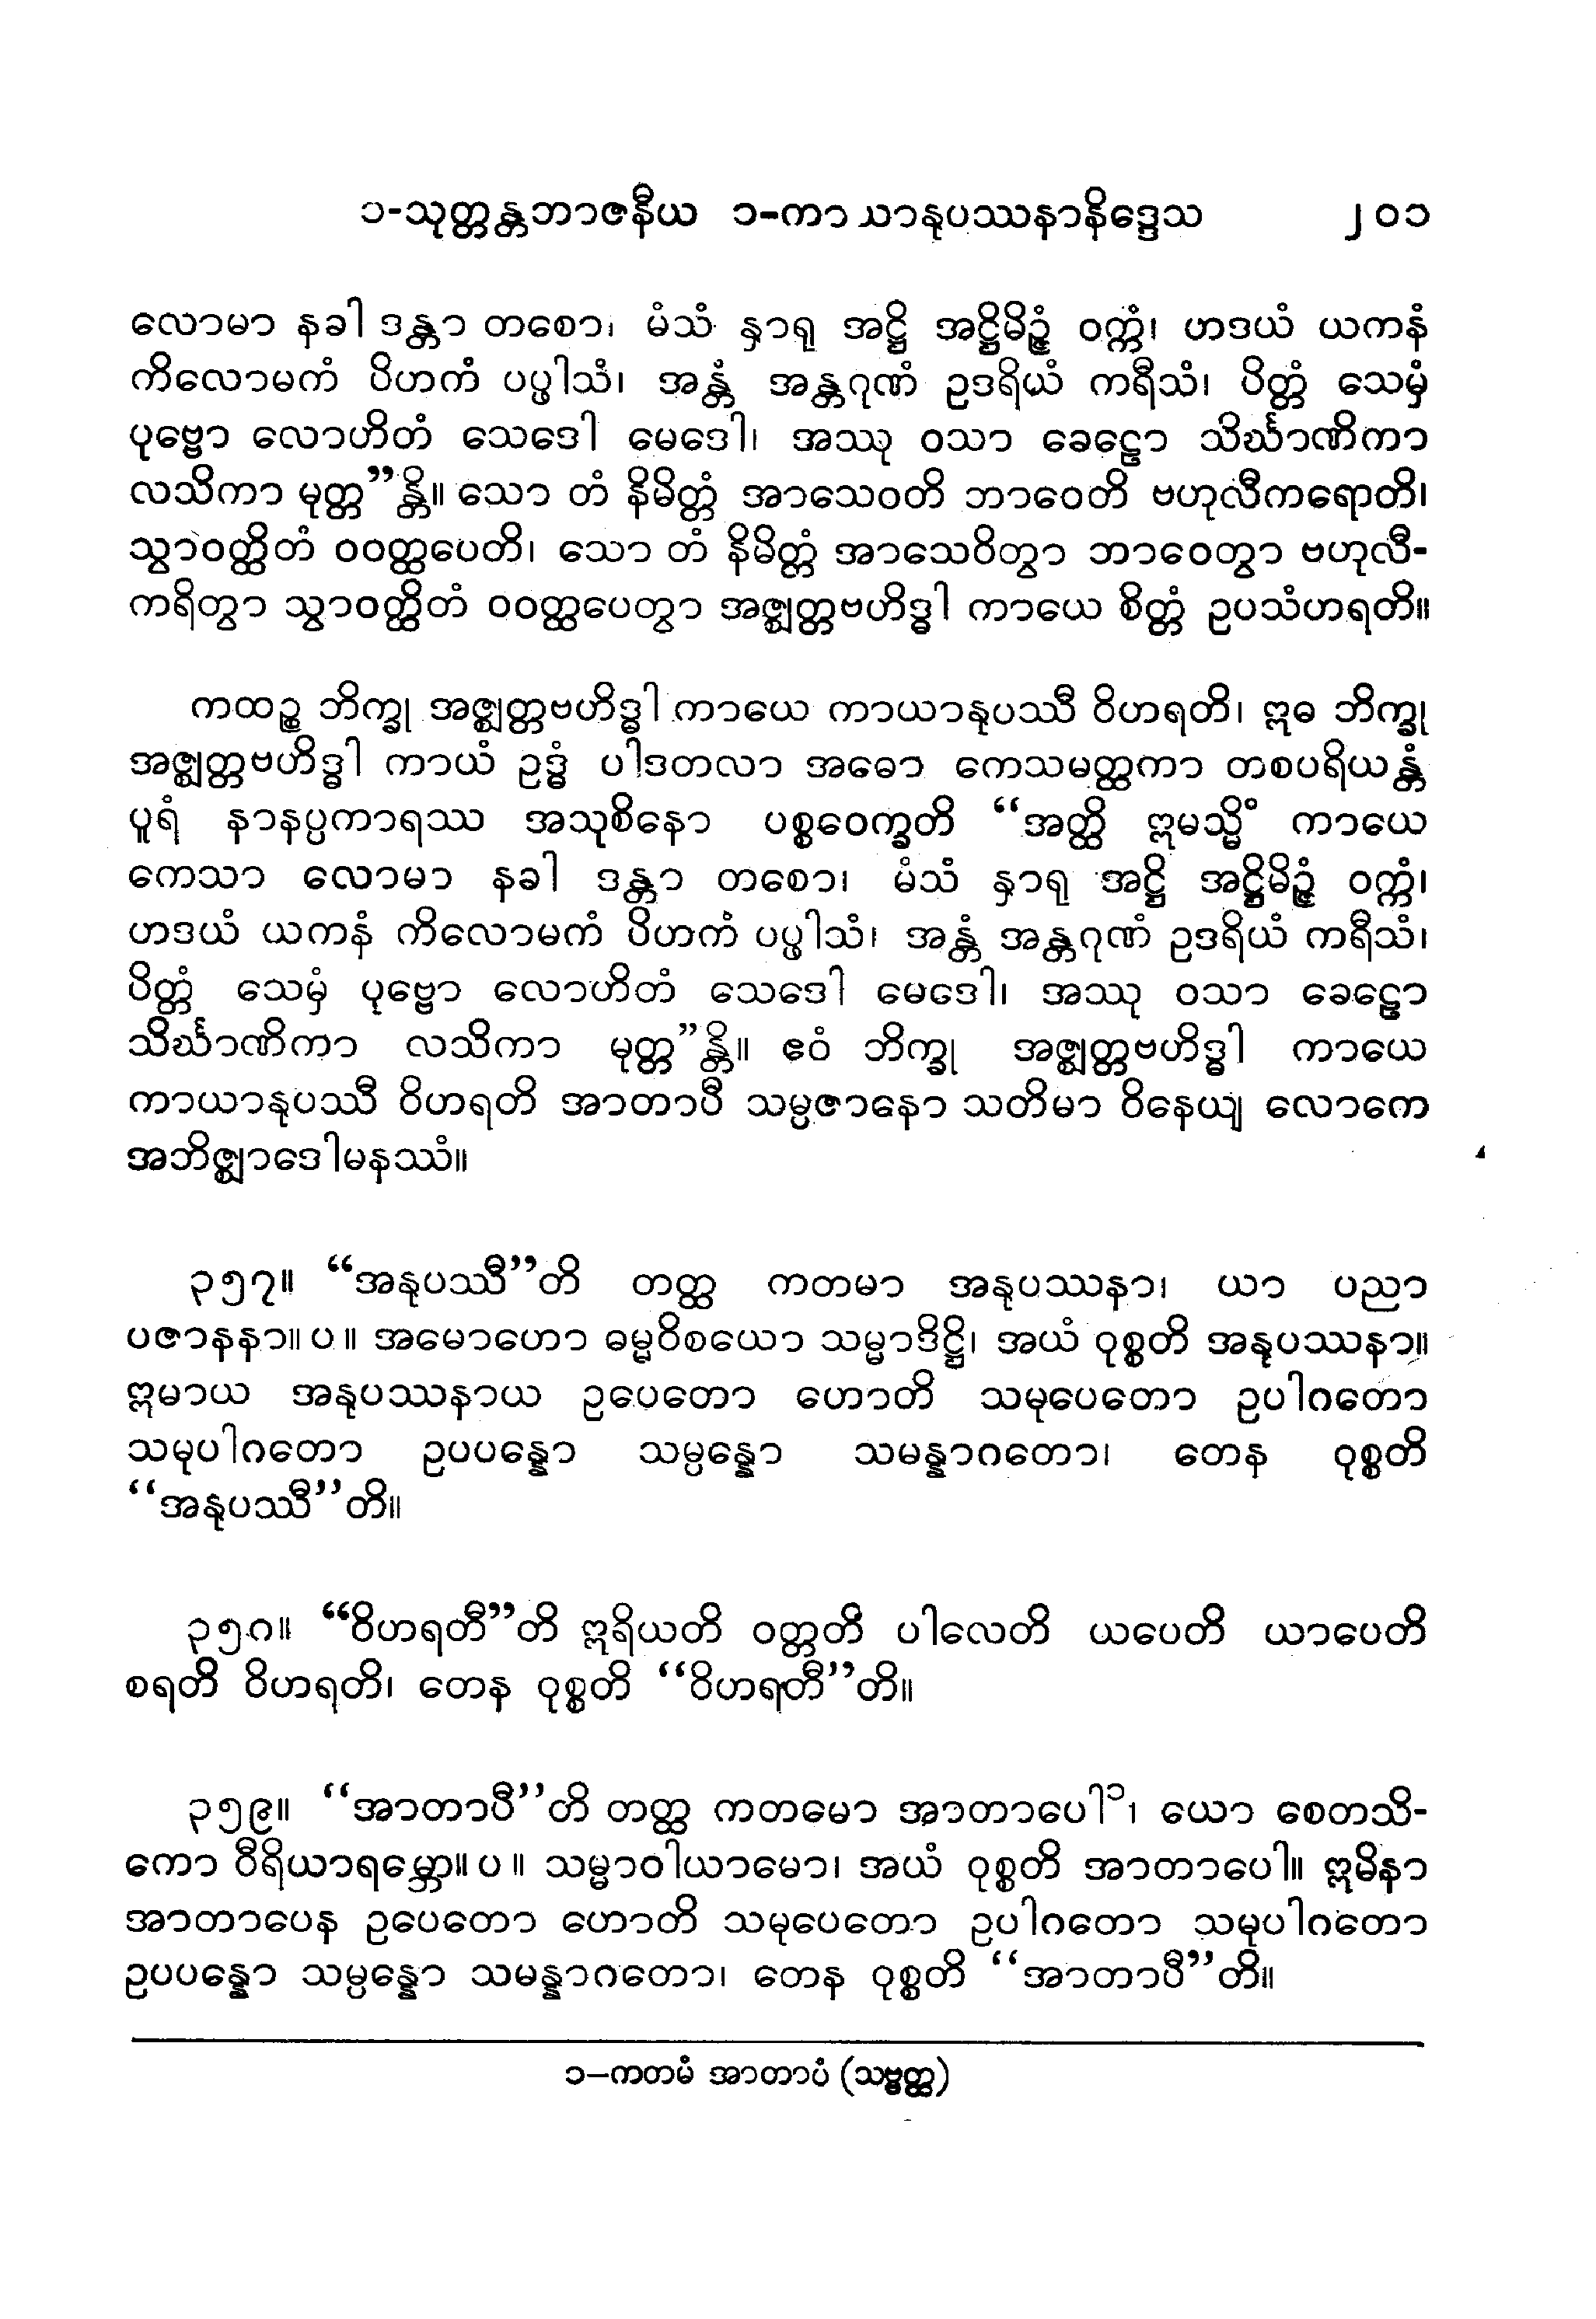 ၁-သုတ္တန္တဘာဇနီယ ၁-ကာယာနုပဿနာနိဒ္ဒေသ ၂၀၁
လောမာ နခါ ဒန္တာ တစော၊ မံသံ နှာရု အဋ္ဌိ အဋ္ဌိမိဉ္ဇံ ဝက္ကံ၊ ဟဒယံ ယကနံ
ကိလောမကံ ပိဟကံ ပပ္ဖါသံ၊ အန္တံ အန္တဂုဏံ ဥဒရိယံ ကရီသံ၊ ပိတ္တံ သေမှံ
ပုဗ္ဗော လောဟိတံ သေဒေါ မေဒေါ၊ အဿု ဝသာ ခေဠော သိင်္ဃာဏိကာ
လသိကာ မုတ္တ”န္တိ။ သော တံ နိမိတ္တံ အာသေဝတိ ဘာဝေတိ ဗဟုလီကရောတိ၊
သွာဝတ္ထိတံ ဝဝတ္ထပေတိ၊ သော တံ နိမိတ္တံ အာသေဝိတွာ ဘာဝေတွာ ဗဟုလီ-
ကရိတွာ သွာဝတ္ထိတံ ဝဝတ္ထပေတွာ အဇ္ဈတ္တဗဟိဒ္ဓါ ကာယေ စိတ္တံ ဥပသံဟရတိ။
ကထဉ္စ ဘိက္ခု အဇ္ဈတ္တဗဟိဒ္ဓါ ကာယေ ကာယာနုပဿီ ဝိဟရတိ၊ ဣဓ ဘိက္ခု
အဇ္ဈတ္တဗဟိဒ္ဓါ ကာယံ ဥဒ္ဓံ ပါဒတလာ အဓော ကေသမတ္ထကာ တစပရိယန္တံ
ပူရံ နာနပ္ပကာရဿ အသုစိနော ပစ္စဝေက္ခတိ “အတ္ထိ ဣမသ္မိံ ကာယေ
ကေသာ လောမာ နခါ ဒန္တာ တစော၊ မံသံ နှာရု အဋ္ဌိ အဋ္ဌိမိဉ္ဇံ ဝက္ကံ၊
ဟဒယံ ယကနံ ကိလောမကံ ပိဟကံ ပပ္ဖါသံ၊ အန္တံ အန္တဂုဏံ ဥဒရိယံ ကရီသံ၊
ပိတ္တံ သေမှံ ပုဗ္ဗော လောဟိတံ သေဒေါ မေဒေါ၊ အဿု ဝသာ ခေဠော
သိင်္ဃာဏိကာ လသိကာ မုတ္တ”န္တိ။ ဧဝံ ဘိက္ခု အဇ္ဈတ္တဗဟိဒ္ဓါ ကာယေ
ကာယာနုပဿီ ဝိဟရတိ အာတာပီ သမ္ပဇာနော သတိမာ ဝိနေယျ လောကေ
အဘိဇ္ဈာဒေါမနဿံ။
၃၅၇။ “အနုပဿီ”တိ တတ္ထ ကတမာ အနုပဿနာ၊ ယာ ပညာ
ပဇာနနာ။ ပ ။ အမောဟော ဓမ္မဝိစယော သမ္မာဒိဋ္ဌိ၊ အယံ ဝုစ္စတိ အနုပဿနာ။
ဣမာယ အနုပဿနာယ ဥပေတော ဟောတိ သမုပေတော ဥပါဂတော
သမုပါဂတော ဥပပန္နော သမ္ပန္နော သမန္နာဂတော၊ တေန ဝုစ္စတိ
“အနုပဿီ”တိ။
၃၅၈။ “ဝိဟရတီ”တိ ဣရိယတိ ဝတ္တတိ ပါလေတိ ယပေတိ ယာပေတိ
စရတိ ဝိဟရတိ၊ တေန ဝုစ္စတိ “ဝိဟရတီ”တိ။
၃၅၉။ “အာတာပီ”တိ တတ္ထ ကတမော အာတာပေါ၁၊ ယော စေတသိ-
ကော ဝီရိယာရမ္ဘော။ ပ ။ သမ္မာဝါယာမော၊ အယံ ဝုစ္စတိ အာတာပေါ။ ဣမိနာ
အာတာပေန ဥပေတော ဟောတိ သမုပေတော ဥပါဂတော သမုပါဂတော
ဥပပန္နော သမ္ပန္နော သမန္နာဂတော၊ တေန ဝုစ္စတိ “အာတာပီ”တိ။
၁−ကတမံ အာတာပံ (သဗ္ဗတ္ထ)